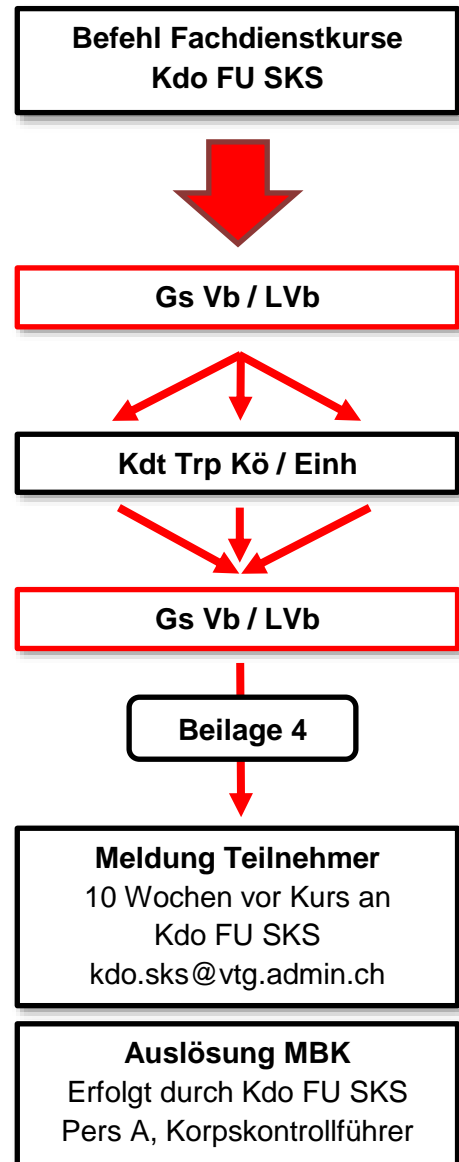 Befehl Fachdienstkurse
Kdo FU SKS
Gs Vb / LVb
Kdt Trp Kö / Einh
Gs Vb / LVb
Beilage 4
Meldung Teilnehmer
10 Wochen vor Kurs an
Kdo FU SKS
kdo.sks@vtg.admin.ch
Auslösung MBK
Erfolgt durch Kdo FU SKS
Pers A, Korpskontrollführer